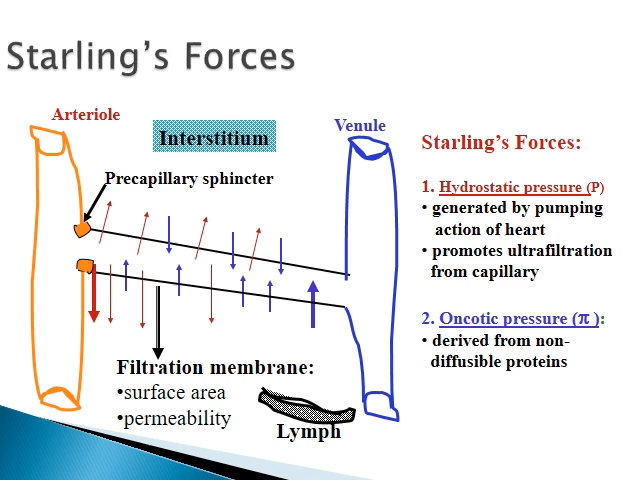 Starling's Forces
Arteriole
Interstitium
Venule
Precapillary sphincter
Filtration membrane:
•surface area
•permeability
Lymph
Starling's Forces:
1. Hydrostatic pressure (P)
• generated by pumping
action of heart
• promotes ultrafiltration
from capillary
2. Oncotic pressure (π ):
• derived from non-
diffusible proteins